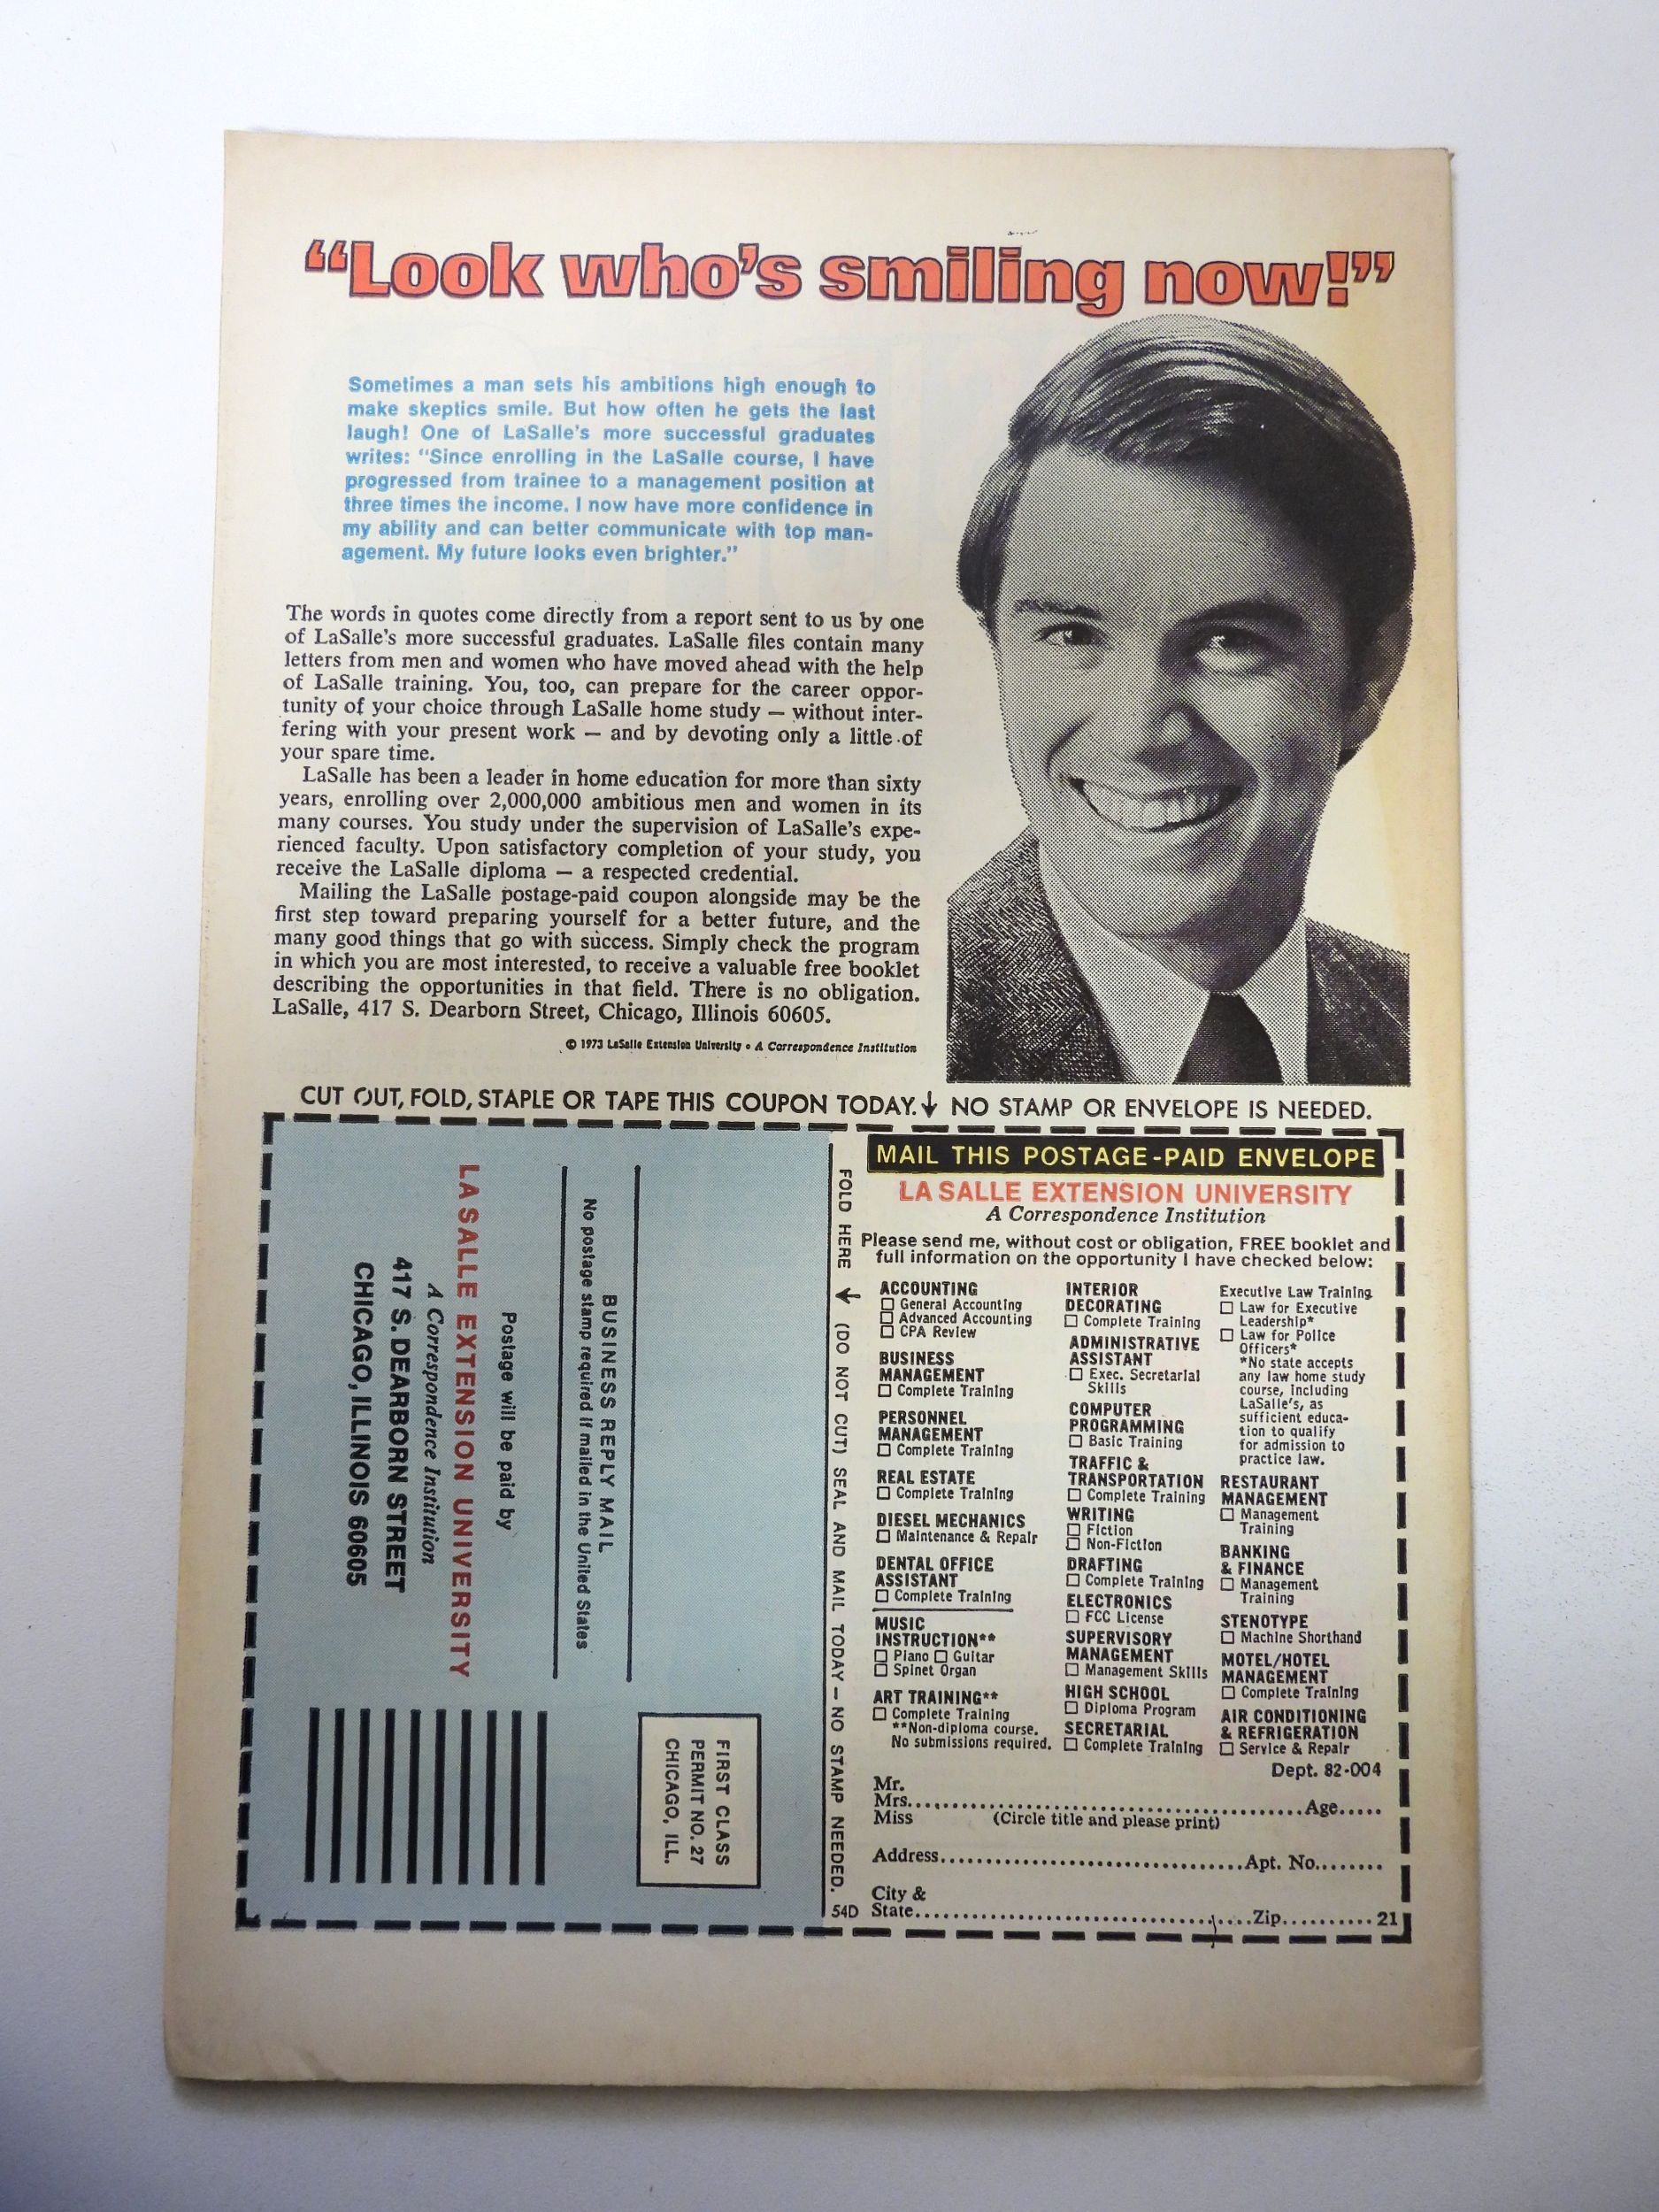 “Look who’s smiling now!”
Sometimes a man sets his ambitions high enough to
make skeptics smile. But how often he gets the last
laugh! One of LaSalle’s more successful graduates
writes: “Since enrolling in the LaSalle course, I have
progressed from trainee to a management position at
three times the income. I now have more confidence in
my ability and can better communicate with top man-
agement. My future looks even brighter.”
The words in quotes come directly from a report sent to us by one
of LaSalle’s more successful graduates. LaSalle files contain many
letters from men and women who have moved ahead with the help
of LaSalle training. You, too, can prepare for the career oppor-
tunity of your choice through LaSalle home study — without inter-
fering with your present work — and by devoting only a little of
your spare time.
LaSalle has been a leader in home education for more than sixty
years, enrolling over 2,000,000 ambitious men and women in its
many courses. You study under the supervision of LaSalle’s expe-
rienced faculty. Upon satisfactory completion of your study, you
receive the LaSalle diploma — a respected credential.
Mailing the LaSalle postage-paid coupon alongside may be the
first step toward preparing yourself for a better future, and the
many good things that go with success. Simply check the program
in which you are most interested, to receive a valuable free booklet
describing the opportunities in that field. There is no obligation.
LaSalle, 417 S. Dearborn Street, Chicago, Illinois 60605.
© 1973 LaSalle Extension University • A Correspondence Institution
CUT OUT, FOLD, STAPLE OR TAPE THIS COUPON TODAY.↓ NO STAMP OR ENVELOPE IS NEEDED.
FIRST CLASS
PERMIT NO. 27
CHICAGO, ILL.
BUSINESS REPLY MAIL
No postage stamp required if mailed in the United States
Postage will be paid by
LA SALLE EXTENSION UNIVERSITY
A Correspondence Institution
417 S. DEARBORN STREET
CHICAGO, ILLINOIS 60605
FOLD HERE ↓ (DO NOT CUT) SEAL AND MAIL TODAY — NO STAMP NEEDED.
54D
MAIL THIS POSTAGE-PAID ENVELOPE
LA SALLE EXTENSION UNIVERSITY
A Correspondence Institution
Please send me, without cost or obligation, FREE booklet and
full information on the opportunity I have checked below:
ACCOUNTING
☐ General Accounting
☐ Advanced Accounting
☐ CPA Review
BUSINESS
MANAGEMENT
☐ Complete Training
PERSONNEL
MANAGEMENT
☐ Complete Training
REAL ESTATE
☐ Complete Training
DIESEL MECHANICS
☐ Maintenance & Repair
DENTAL OFFICE
ASSISTANT
☐ Complete Training
MUSIC
INSTRUCTION**
☐ Piano ☐ Guitar
☐ Spinet Organ
ART TRAINING**
☐ Complete Training
**Non-diploma course.
No submissions required.
INTERIOR
DECORATING
☐ Complete Training
ADMINISTRATIVE
ASSISTANT
☐ Exec. Secretarial
Skills
COMPUTER
PROGRAMMING
☐ Basic Training
TRAFFIC &
TRANSPORTATION
☐ Complete Training
WRITING
☐ Fiction
☐ Non-Fiction
DRAFTING
☐ Complete Training
ELECTRONICS
☐ FCC License
SUPERVISORY
MANAGEMENT
☐ Management Skills
HIGH SCHOOL
☐ Diploma Program
SECRETARIAL
☐ Complete Training
Executive Law Training
☐ Law for Executive
Leadership*
☐ Law for Police
Officers*
*No state accepts
any law home study
course, including
LaSalle’s, as
sufficient educa-
tion to qualify
for admission to
practice law.
RESTAURANT
MANAGEMENT
☐ Management
Training
BANKING
& FINANCE
☐ Management
Training
STENOTYPE
☐ Machine Shorthand
MOTEL/HOTEL
MANAGEMENT
☐ Complete Training
AIR CONDITIONING
& REFRIGERATION
☐ Service & Repair
Dept. 82-004
Mr.
Mrs. Age
Miss (Circle title and please print)
Address Apt. No.
City &
State Zip 21